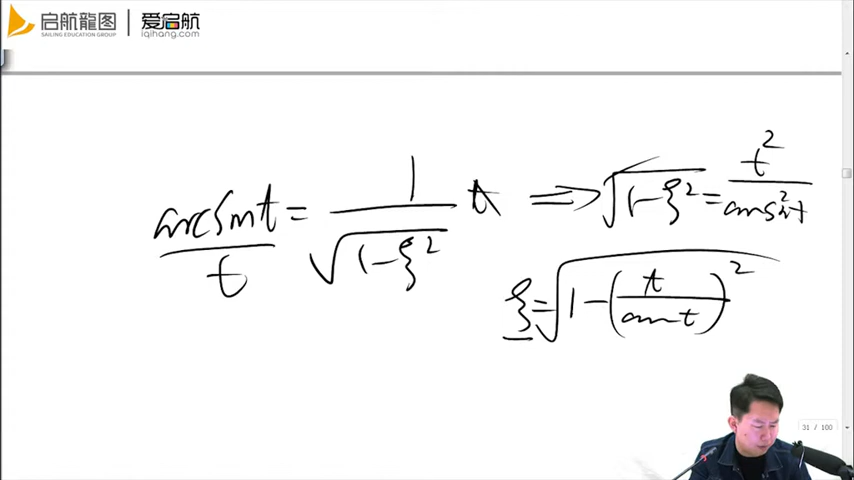 启航龍图 | 爱启航
SAILING EDUCATION GROUP iqihang.com
arcsint/t = 1/√(1-ξ²) t ⇒ √(1-ξ²) = t²/arcsin²t
ξ = √(1-(t/arcsint)²)
31 / 100